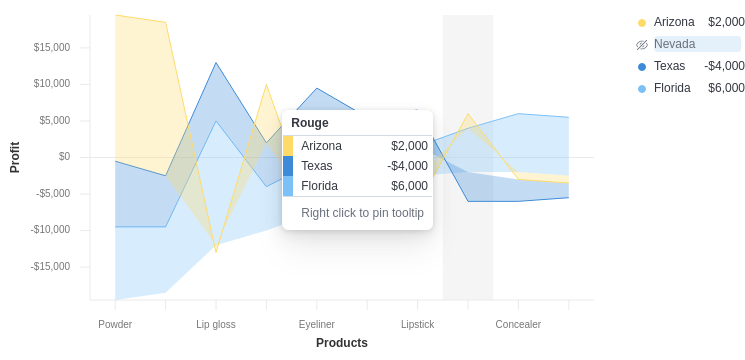 Arizona $2,000
Nevada
Texas -$4,000
Florida $6,000
$15,000
$10,000
$5,000
$0
-$5,000
-$10,000
-$15,000
Profit
Rouge
Arizona $2,000
Texas -$4,000
Florida $6,000
Right click to pin tooltip
Powder Lip gloss Eyeliner Lipstick Concealer
Products